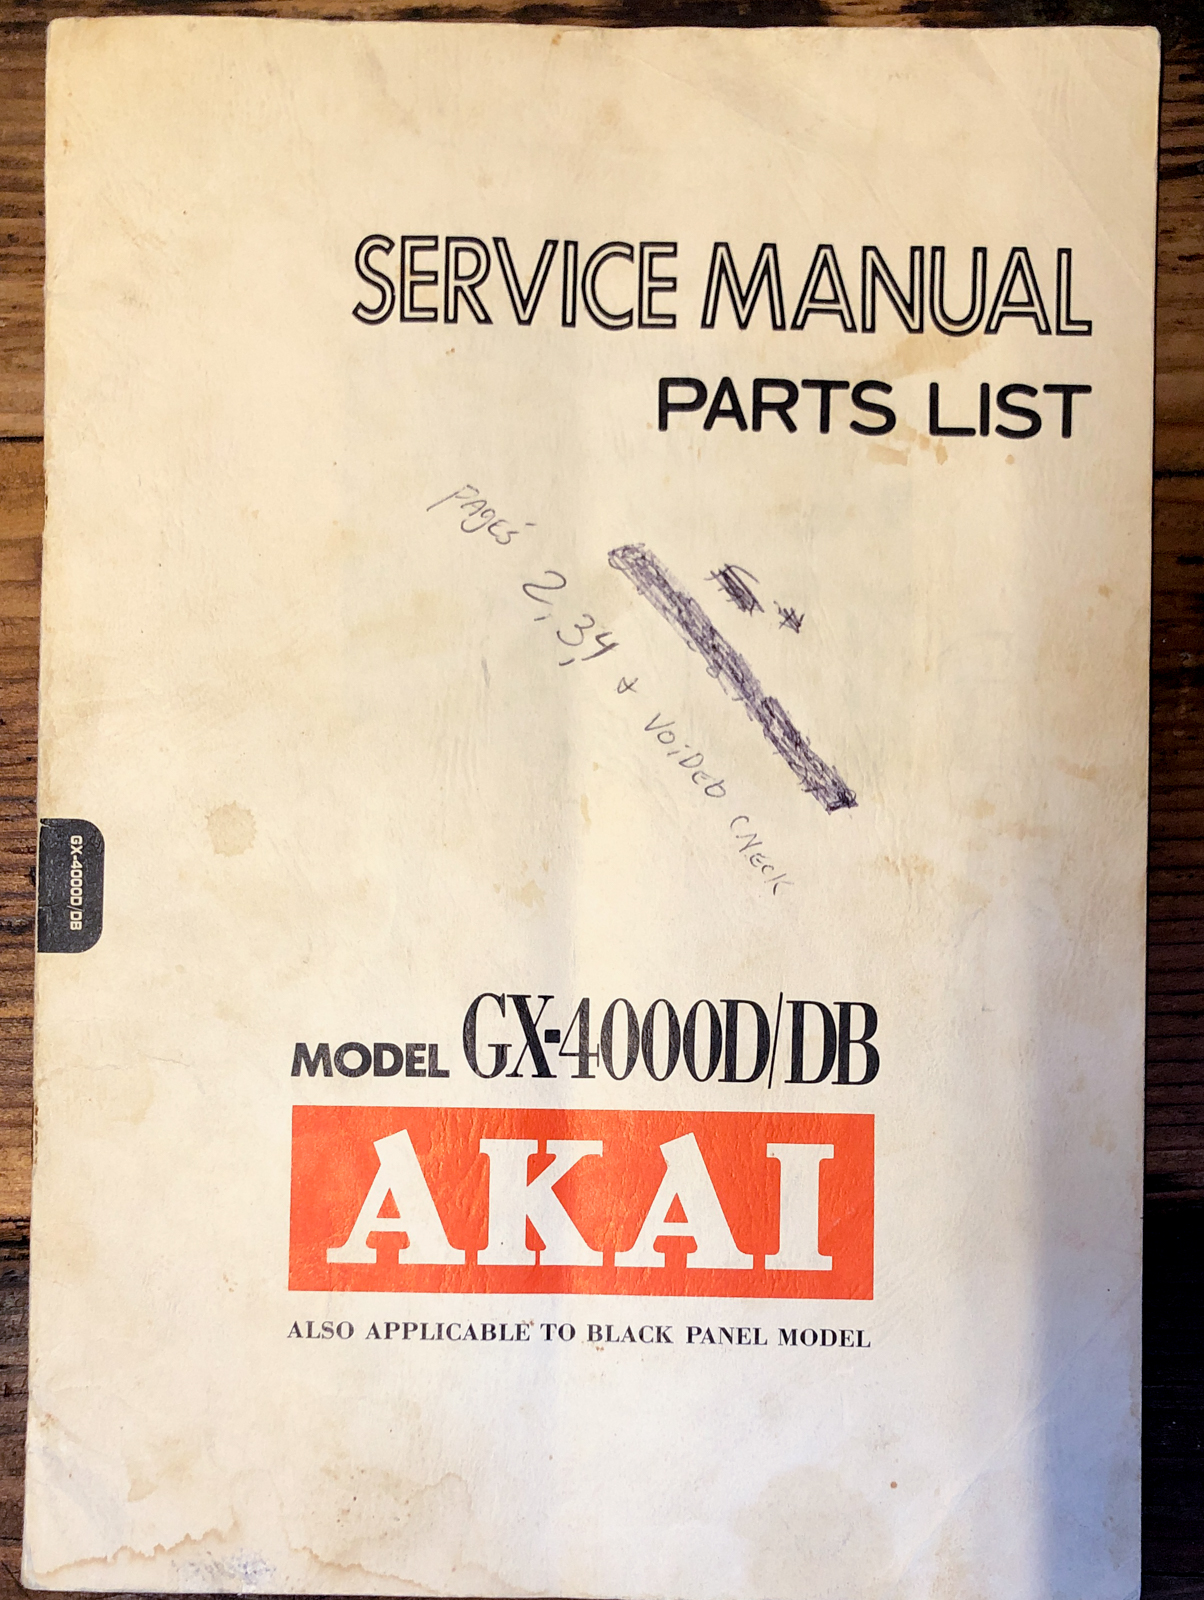 SERVICE MANUAL
PARTS LIST
PAGES 2, 3, 4 + VOIDED CHECK
GX-4000D/DB
MODEL GX-4000D/DB
AKAI
ALSO APPLICABLE TO BLACK PANEL MODEL